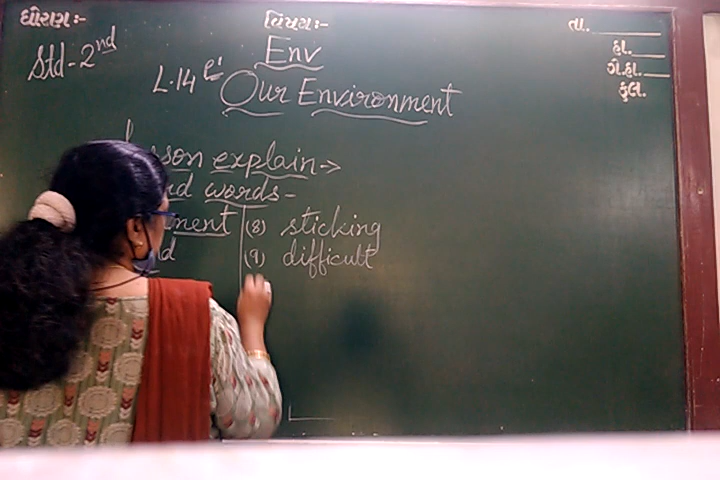 ધોરણ :- વિષય :- તા.
Std - 2nd Env હા.
ગે.હા.
L.14 Our Environment કુલ.
explain →
words -
(8) sticking
(9) difficult